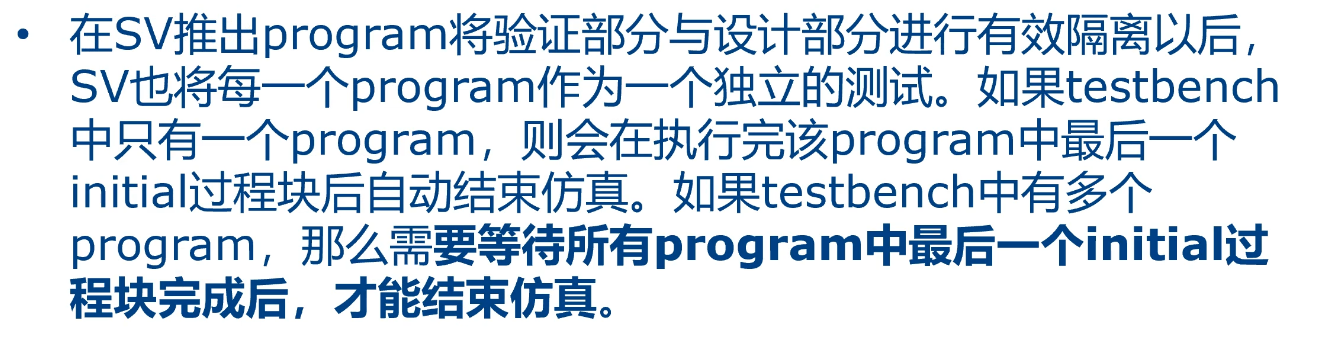 • 在SV推出program将验证部分与设计部分进行有效隔离以后，
SV也将每一个program作为一个独立的测试。如果testbench
中只有一个program，则会在执行完该program中最后一个
initial过程块后自动结束仿真。如果testbench中有多个
program，那么需要等待所有program中最后一个initial过
程块完成后，才能结束仿真。